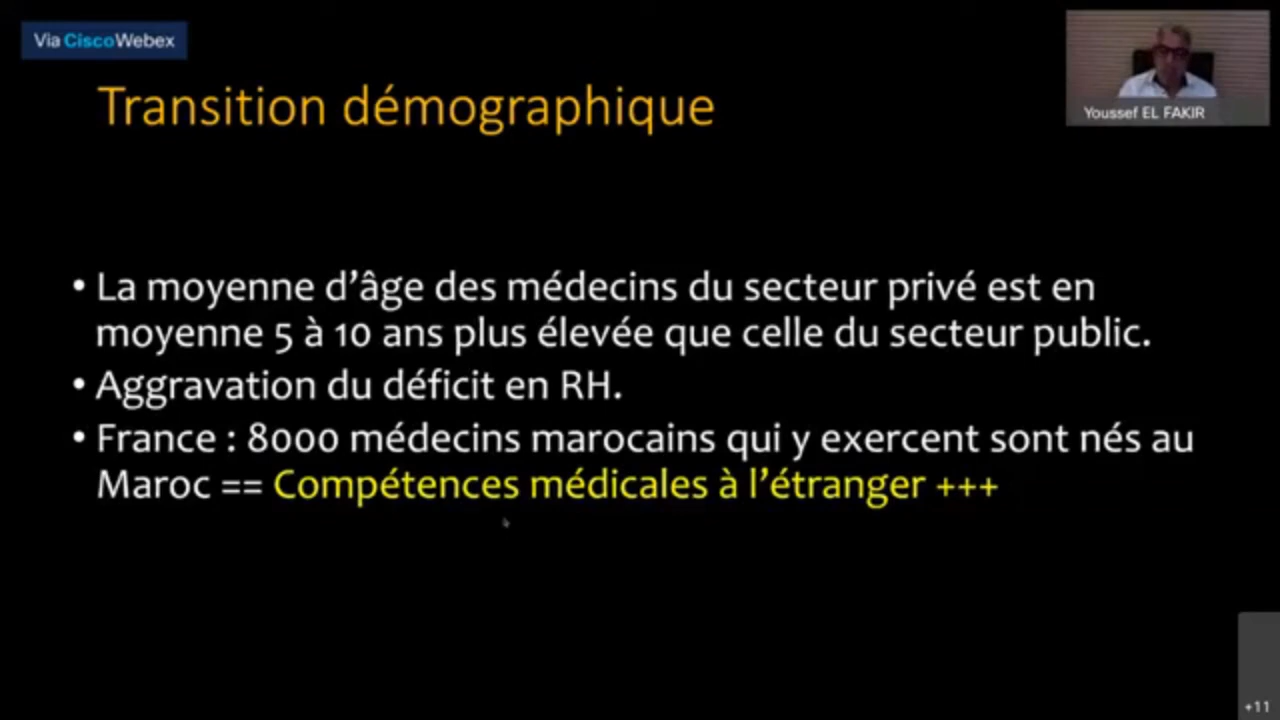 Via CiscoWebex
Transition démographique
Youssef EL FAKIR
• La moyenne d’âge des médecins du secteur privé est en
moyenne 5 à 10 ans plus élevée que celle du secteur public.
• Aggravation du déficit en RH.
• France : 8000 médecins marocains qui y exercent sont nés au
Maroc == Compétences médicales à l’étranger +++
+11